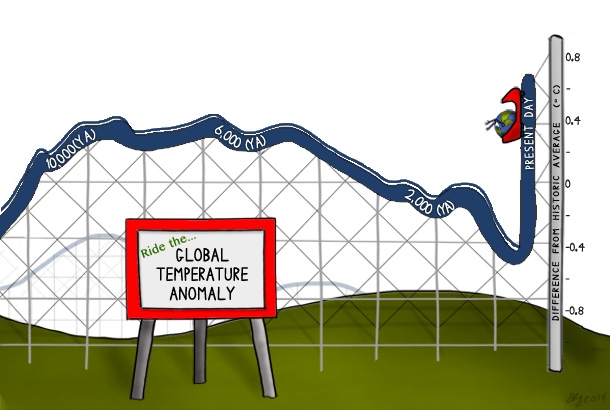 10,000 (YA)
6,000 (YA)
2,000 (YA)
PRESENT DAY
0.8
0.4
0
-0.4
-0.8
DIFFERENCE FROM HISTORIC AVERAGE (°C)
Ride the...
GLOBAL
TEMPERATURE
ANOMALY